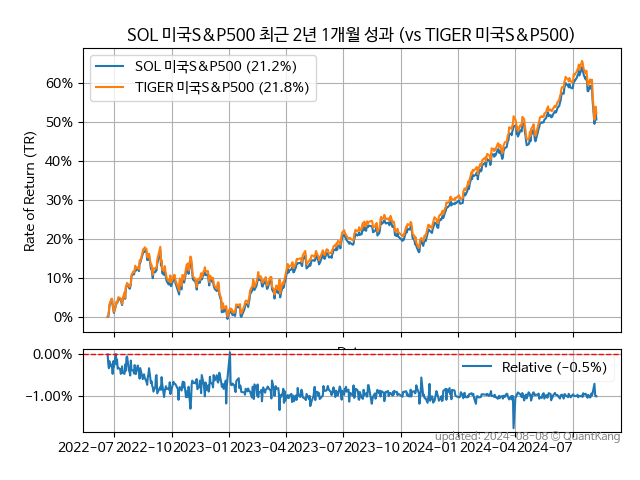 SOL 미국S&P500 최근 2년 1개월 성과 (vs TIGER 미국S&P500)
SOL 미국S&P500 (21.2%)
TIGER 미국S&P500 (21.8%)
Rate of Return (TR)
60%
50%
40%
30%
20%
10%
0%
0.00%
−1.00%
Relative (−0.5%)
updated: 2024-08-08 © QuantKang
2022-07 2022-10 2023-01 2023-04 2023-07 2023-10 2024-01 2024-04 2024-07